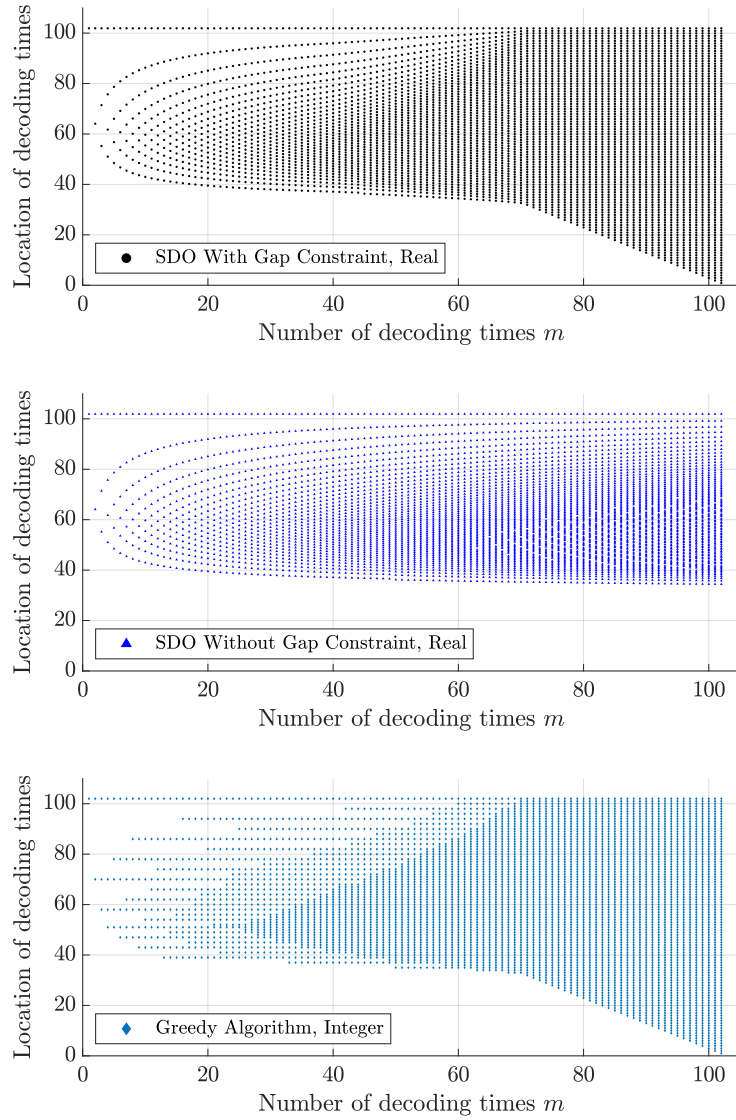 100
80
60
40
20
0
Location of decoding times
SDO With Gap Constraint, Real
0 20 40 60 80 100
Number of decoding times m
100
80
60
40
20
0
Location of decoding times
SDO Without Gap Constraint, Real
0 20 40 60 80 100
Number of decoding times m
100
80
60
40
20
0
Location of decoding times
Greedy Algorithm, Integer
0 20 40 60 80 100
Number of decoding times m